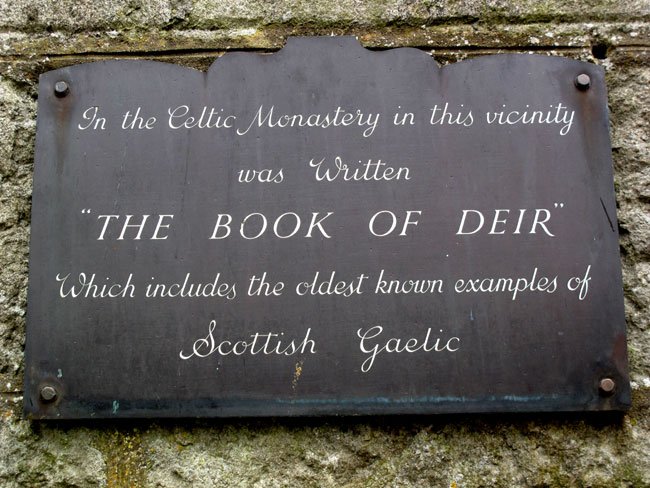 In the Celtic Monastery in this vicinity
was Written
"THE BOOK OF DEIR"
Which includes the oldest known examples of
Scottish Gaelic